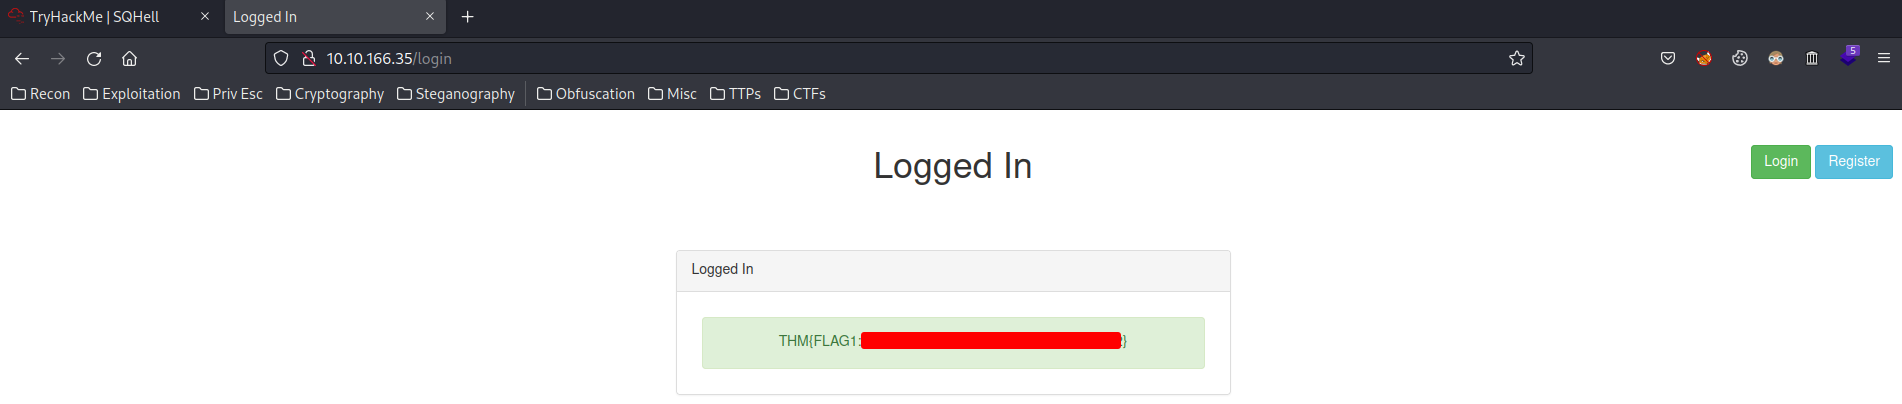 TryHackMe | SQHell
Logged In
10.10.166.35/login
5
Recon Exploitation Priv Esc Cryptography Steganography Obfuscation Misc TTPs CTFs
Logged In
Login Register
Logged In
THM{FLAG1: }